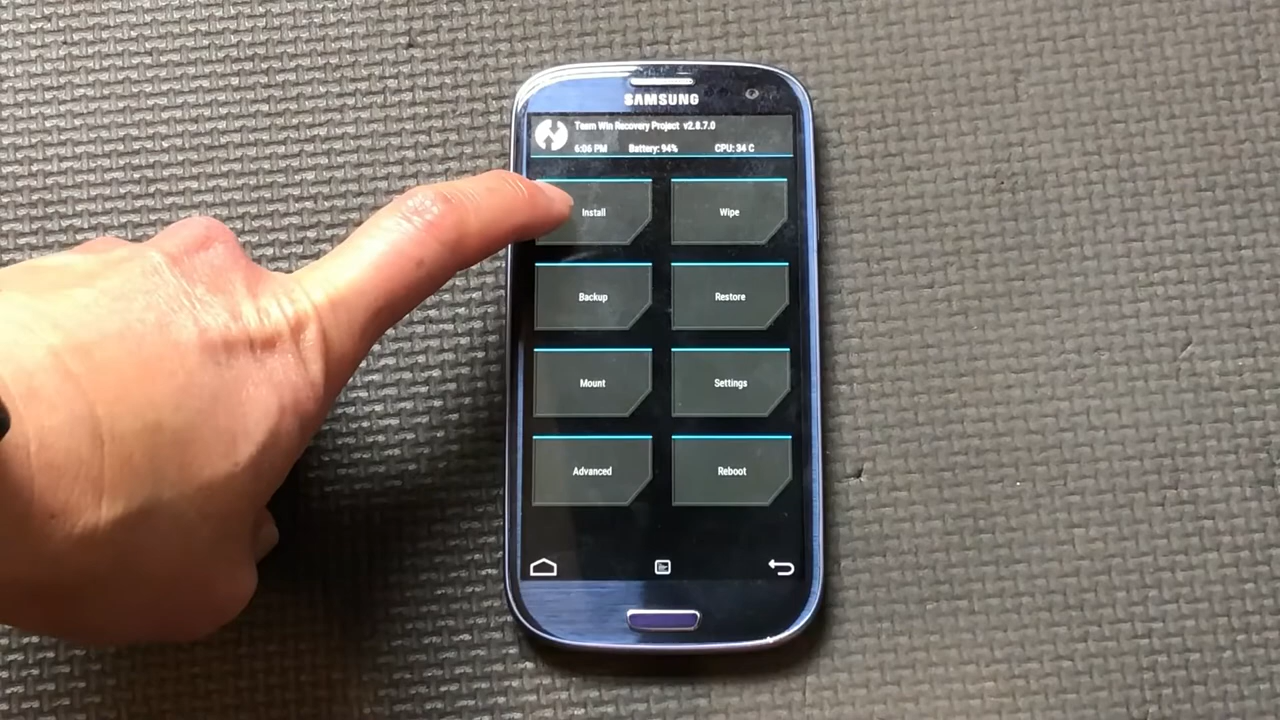 SAMSUNG
Team Win Recovery Project v2.8.7.0
6:06 PM Battery: 94% CPU: 34 C
Install Wipe
Backup Restore
Mount Settings
Advanced Reboot